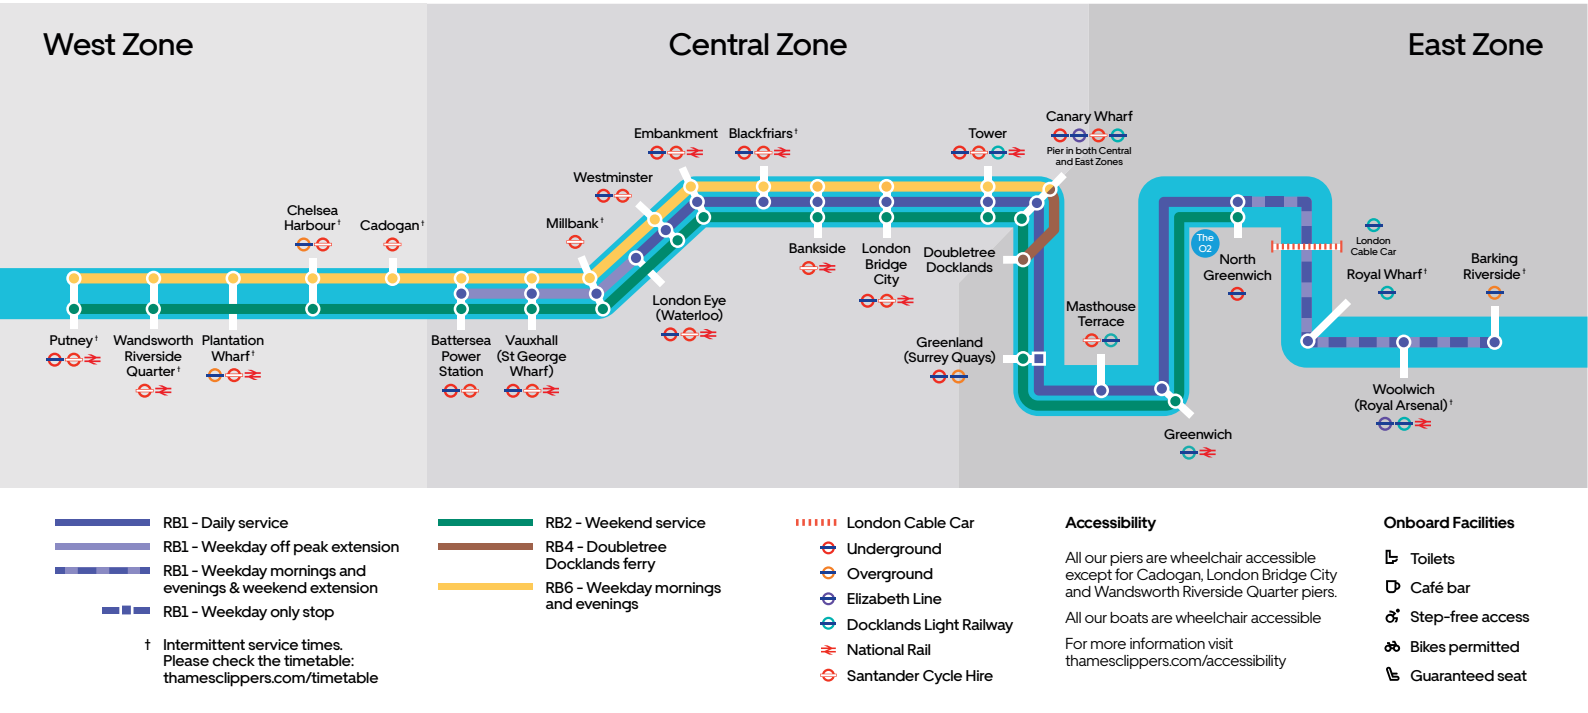 West Zone
Central Zone
East Zone
Canary Wharf
Pier in both Central
and East Zones
Embankment
Blackfriars†
Tower
Westminster
Chelsea
Harbour†
Cadogan†
Millbank†
The
O2
London
Cable Car
Bankside
London
Bridge
City
Doubletree
Docklands
North
Greenwich
Royal Wharf†
Barking
Riverside†
London Eye
(Waterloo)
Masthouse
Terrace
Putney†
Wandsworth
Riverside
Quarter†
Plantation
Wharf†
Battersea
Power
Station
Vauxhall
(St George
Wharf)
Greenland
(Surrey Quays)
Woolwich
(Royal Arsenal)†
Greenwich
RB1 - Daily service
RB1 - Weekday off peak extension
RB1 - Weekday mornings and
evenings & weekend extension
RB1 - Weekday only stop
† Intermittent service times.
Please check the timetable:
thamesclippers.com/timetable
RB2 - Weekend service
RB4 - Doubletree
Docklands ferry
RB6 - Weekday mornings
and evenings
London Cable Car
Underground
Overground
Elizabeth Line
Docklands Light Railway
National Rail
Santander Cycle Hire
Accessibility
All our piers are wheelchair accessible
except for Cadogan, London Bridge City
and Wandsworth Riverside Quarter piers.
All our boats are wheelchair accessible
For more information visit
thamesclippers.com/accessibility
Onboard Facilities
Toilets
Café bar
Step-free access
Bikes permitted
Guaranteed seat